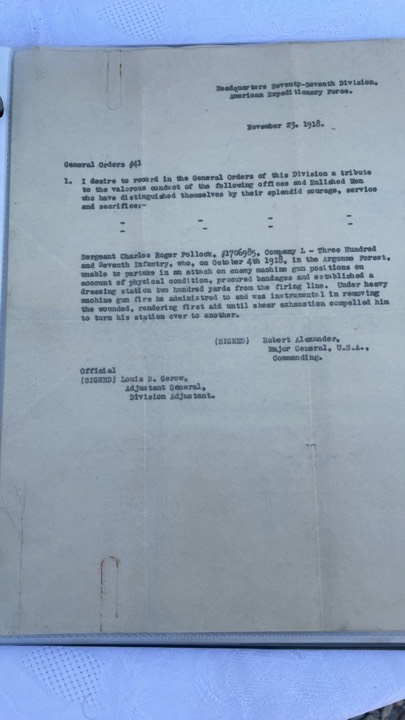 Headquarters Seventy-Seventh Division,
American Expeditionary Force.
November 23, 1918.
General Orders #41
1. I desire to record in the General Orders of this Division a tribute
to the valorous conduct of the following offices and Enlished Men
who have distinguished themselves by their splendid courage, service
and sacrifice:-
- - -
- - -
Sergeant Charles Roger Pollock, #1706985, Company L - Three Hundred
and Seventh Infantry, who, on October 4th 1918, in the Argonne Forest,
unable to partake in an attach on enemy machine gun positions on
account of physical condition, procured bandages and established a
dressing station two hundred yards from the firing line. Under heavy
machine gun fire he administred to and was instrumental in removing
the wounded, rendering first aid until shear exhaustion compelled him
to turn his station over to another.
(SIGNED) Robert Alexander,
Major General, U.S.A.,
Commanding.
Official
(SIGNED) Louis B. Gerow,
Adjustant General,
Division Adjustant.